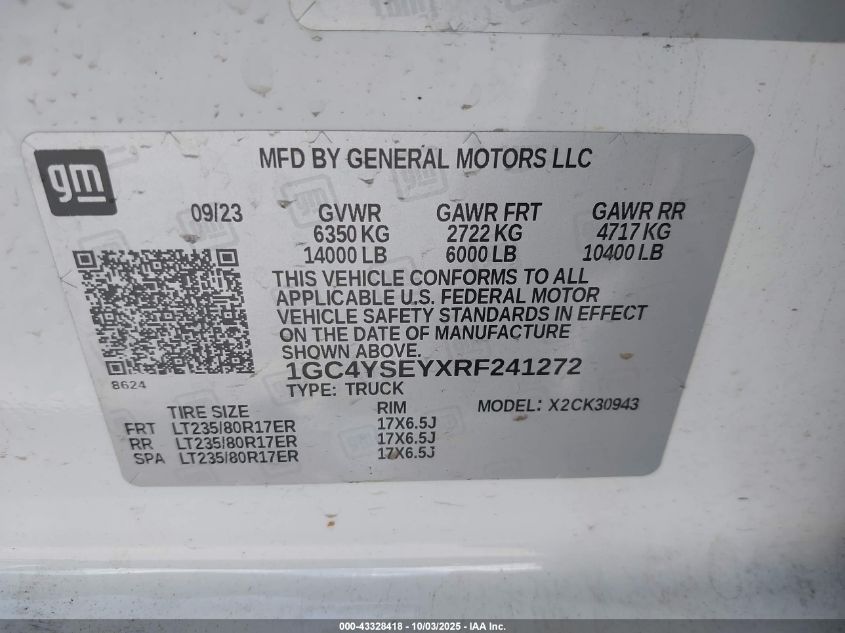 gm
MFD BY GENERAL MOTORS LLC
09/23 GVWR GAWR FRT GAWR RR
6350 KG 2722 KG 4717 KG
14000 LB 6000 LB 10400 LB
THIS VEHICLE CONFORMS TO ALL
APPLICABLE U.S. FEDERAL MOTOR
VEHICLE SAFETY STANDARDS IN EFFECT
ON THE DATE OF MANUFACTURE
SHOWN ABOVE.
8624
1GC4YSEYXRF241272
TYPE: TRUCK
TIRE SIZE RIM MODEL: X2CK30943
FRT LT235/80R17ER 17X6.5J
RR LT235/80R17ER 17X6.5J
SPA LT235/80R17ER 17X6.5J
000-43328418 - 10/03/2025 - IAA Inc.